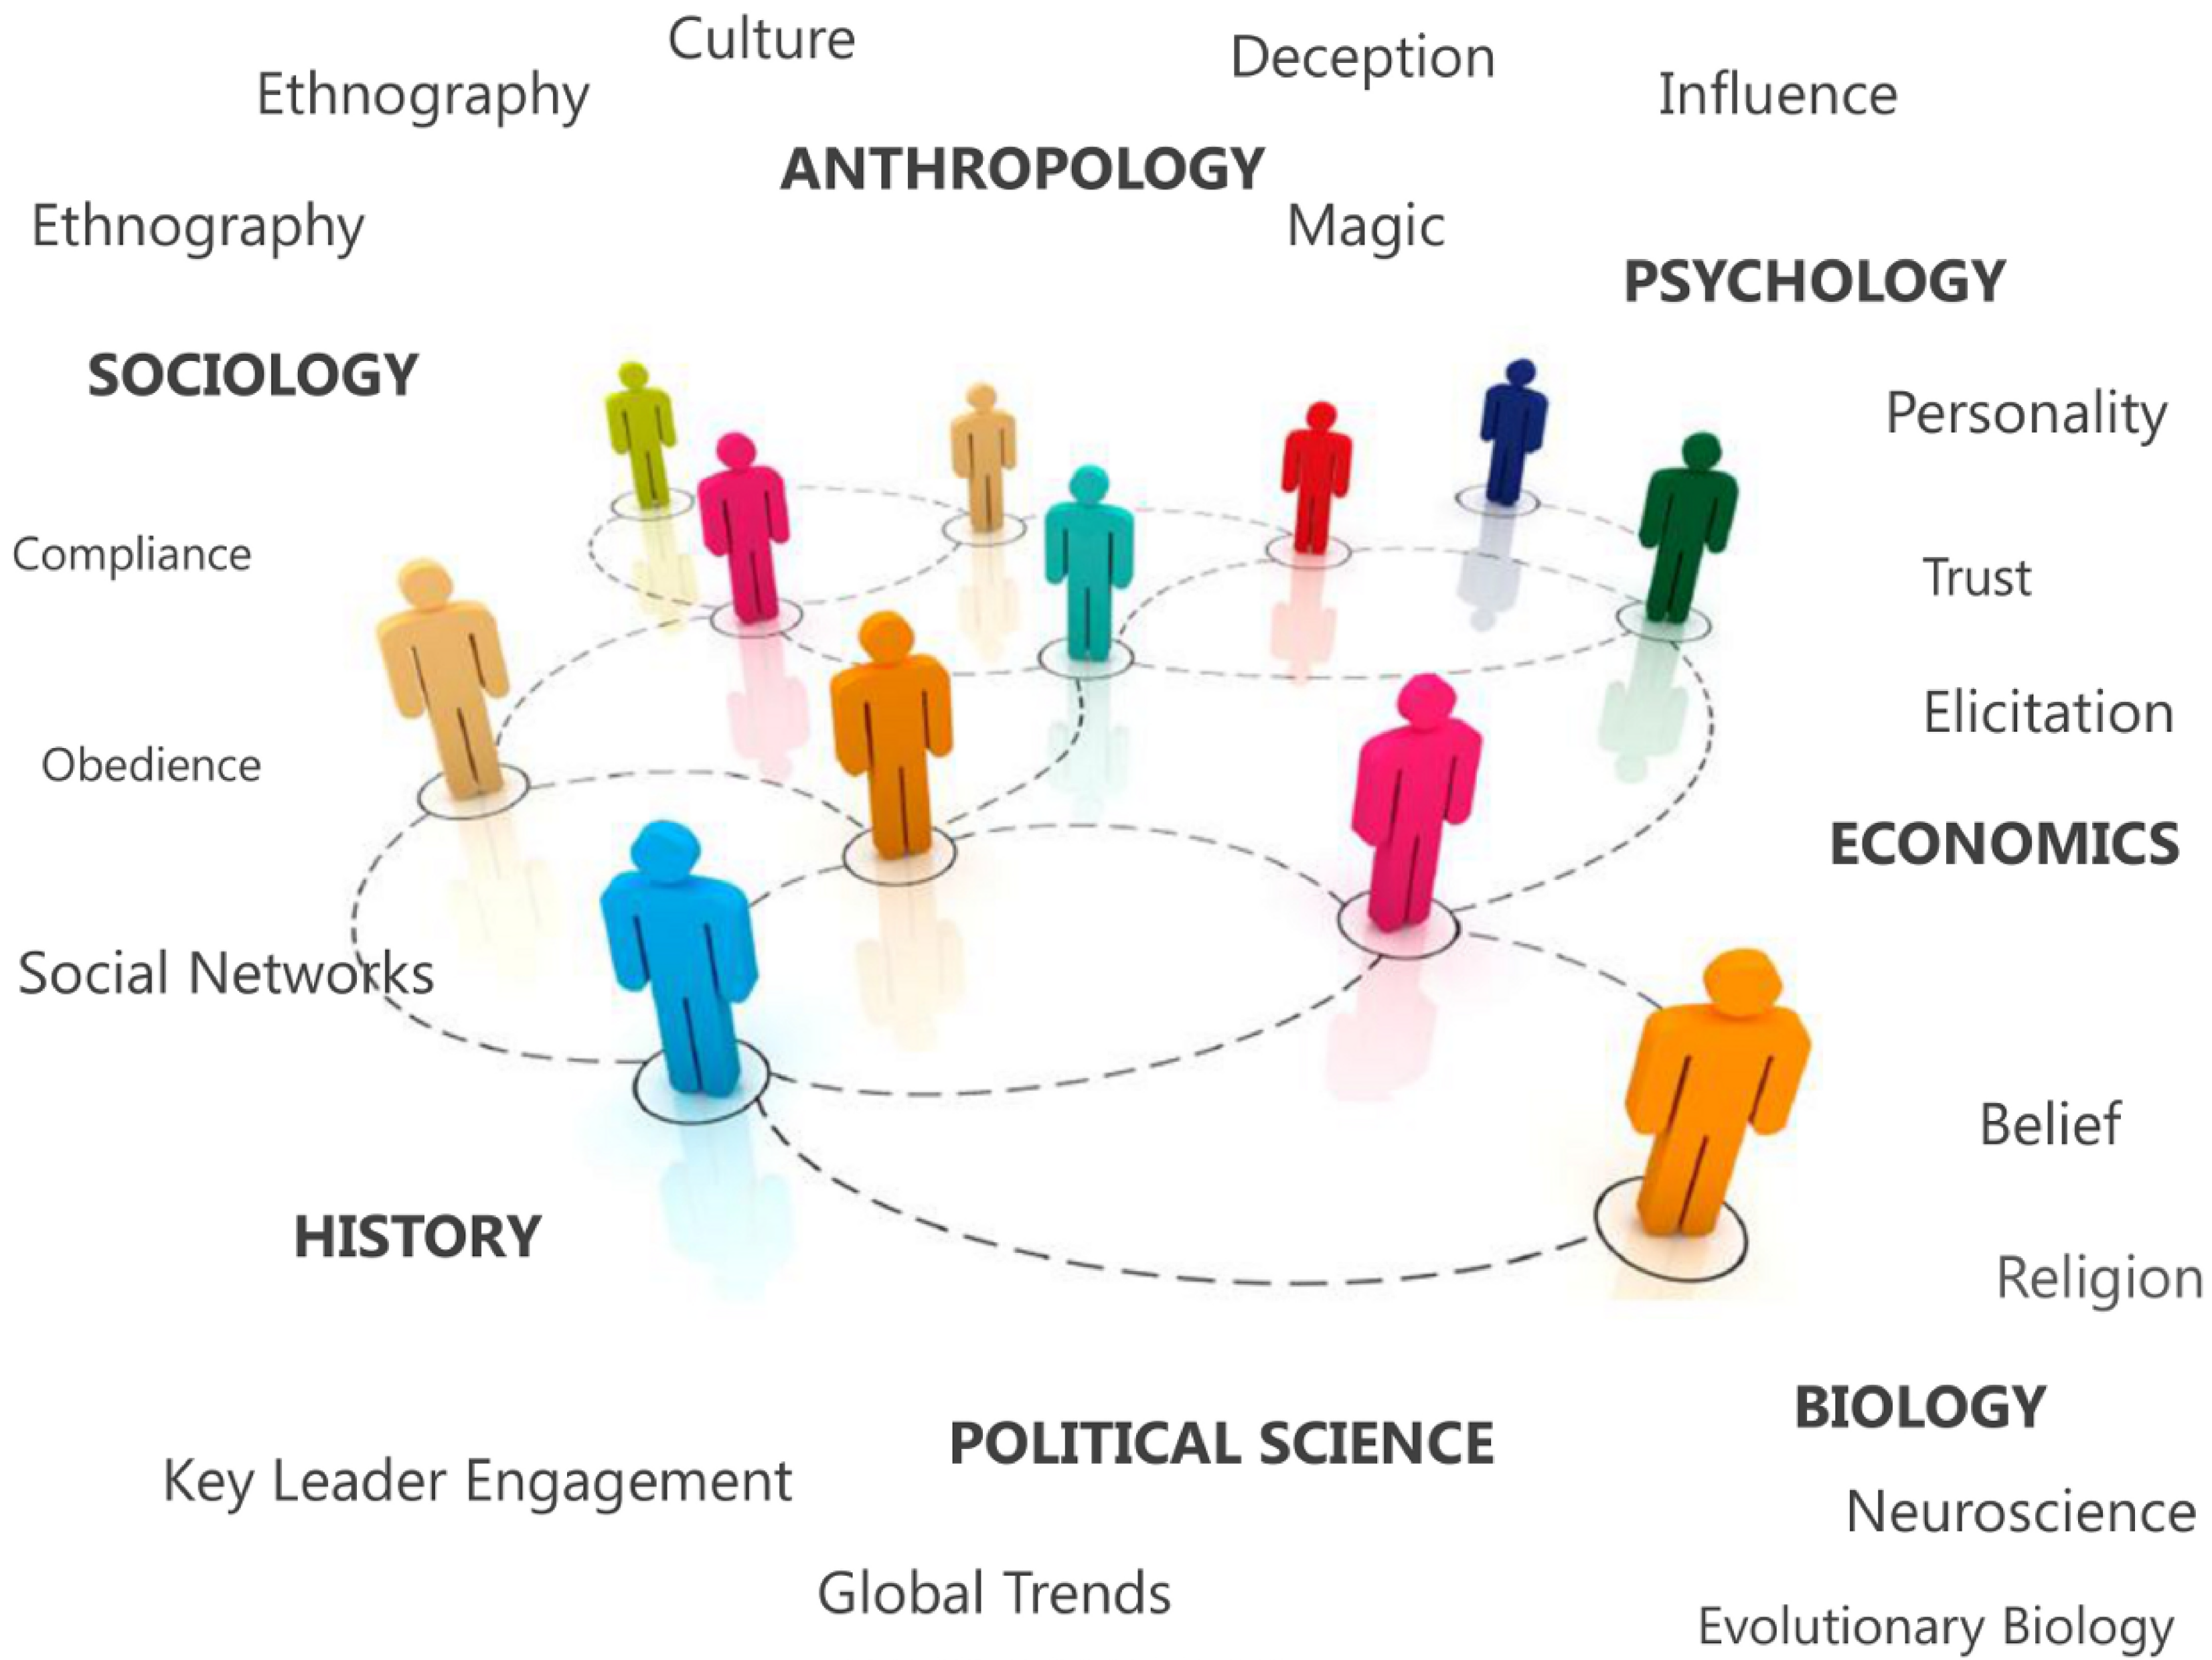 Culture
Deception
Ethnography
Influence
ANTHROPOLOGY
Ethnography
Magic
PSYCHOLOGY
SOCIOLOGY
Personality
Compliance
Trust
Elicitation
Obedience
ECONOMICS
Social Networks
Belief
HISTORY
Religion
BIOLOGY
POLITICAL SCIENCE
Key Leader Engagement
Neuroscience
Global Trends
Evolutionary Biology